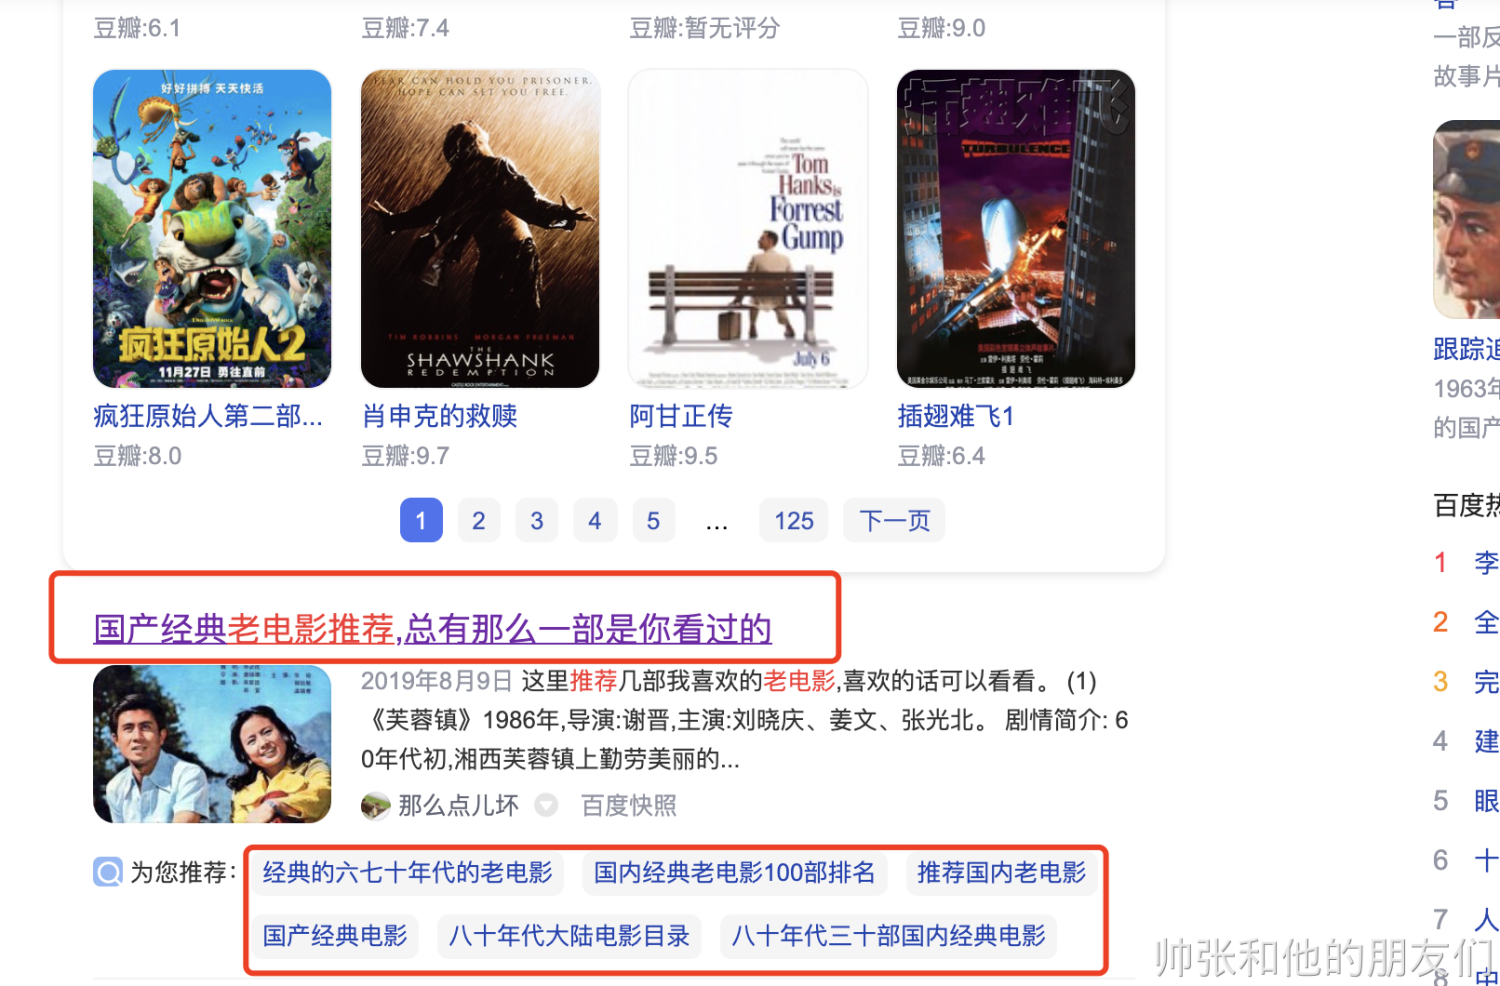 豆瓣:6.1
豆瓣:7.4
豆瓣:暂无评分
豆瓣:9.0
好好拼搏 天天快活
疯狂原始人2
11月27日 勇往直前
FEAR CAN HOLD YOU PRISONER.
HOPE CAN SET YOU FREE.
TIM ROBBINS MORGAN FREEMAN
THE
SHAWSHANK
REDEMPTION
Tom
Hanks is
Forrest
Gump
July 6
插翅难飞
TURBULENCE
疯狂原始人第二部...
肖申克的救赎
阿甘正传
插翅难飞1
豆瓣:8.0
豆瓣:9.7
豆瓣:9.5
豆瓣:6.4
1 2 3 4 5 ... 125 下一页
国产经典老电影推荐,总有那么一部是你看过的
2019年8月9日 这里推荐几部我喜欢的老电影,喜欢的话可以看看。 (1)
《芙蓉镇》1986年,导演:谢晋,主演:刘晓庆、姜文、张光北。 剧情简介: 6
0年代初,湘西芙蓉镇上勤劳美丽的...
那么点儿坏 百度快照
为您推荐:
经典的六七十年代的老电影 国内经典老电影100部排名 推荐国内老电影
国产经典电影 八十年代大陆电影目录 八十年代三十部国内经典电影
一部反
故事片
跟踪追
1963年
的国产
百度热
1 李
2 全
3 完
4 建
5 眼
6 十
7 人
8 中
帅张和他的朋友们